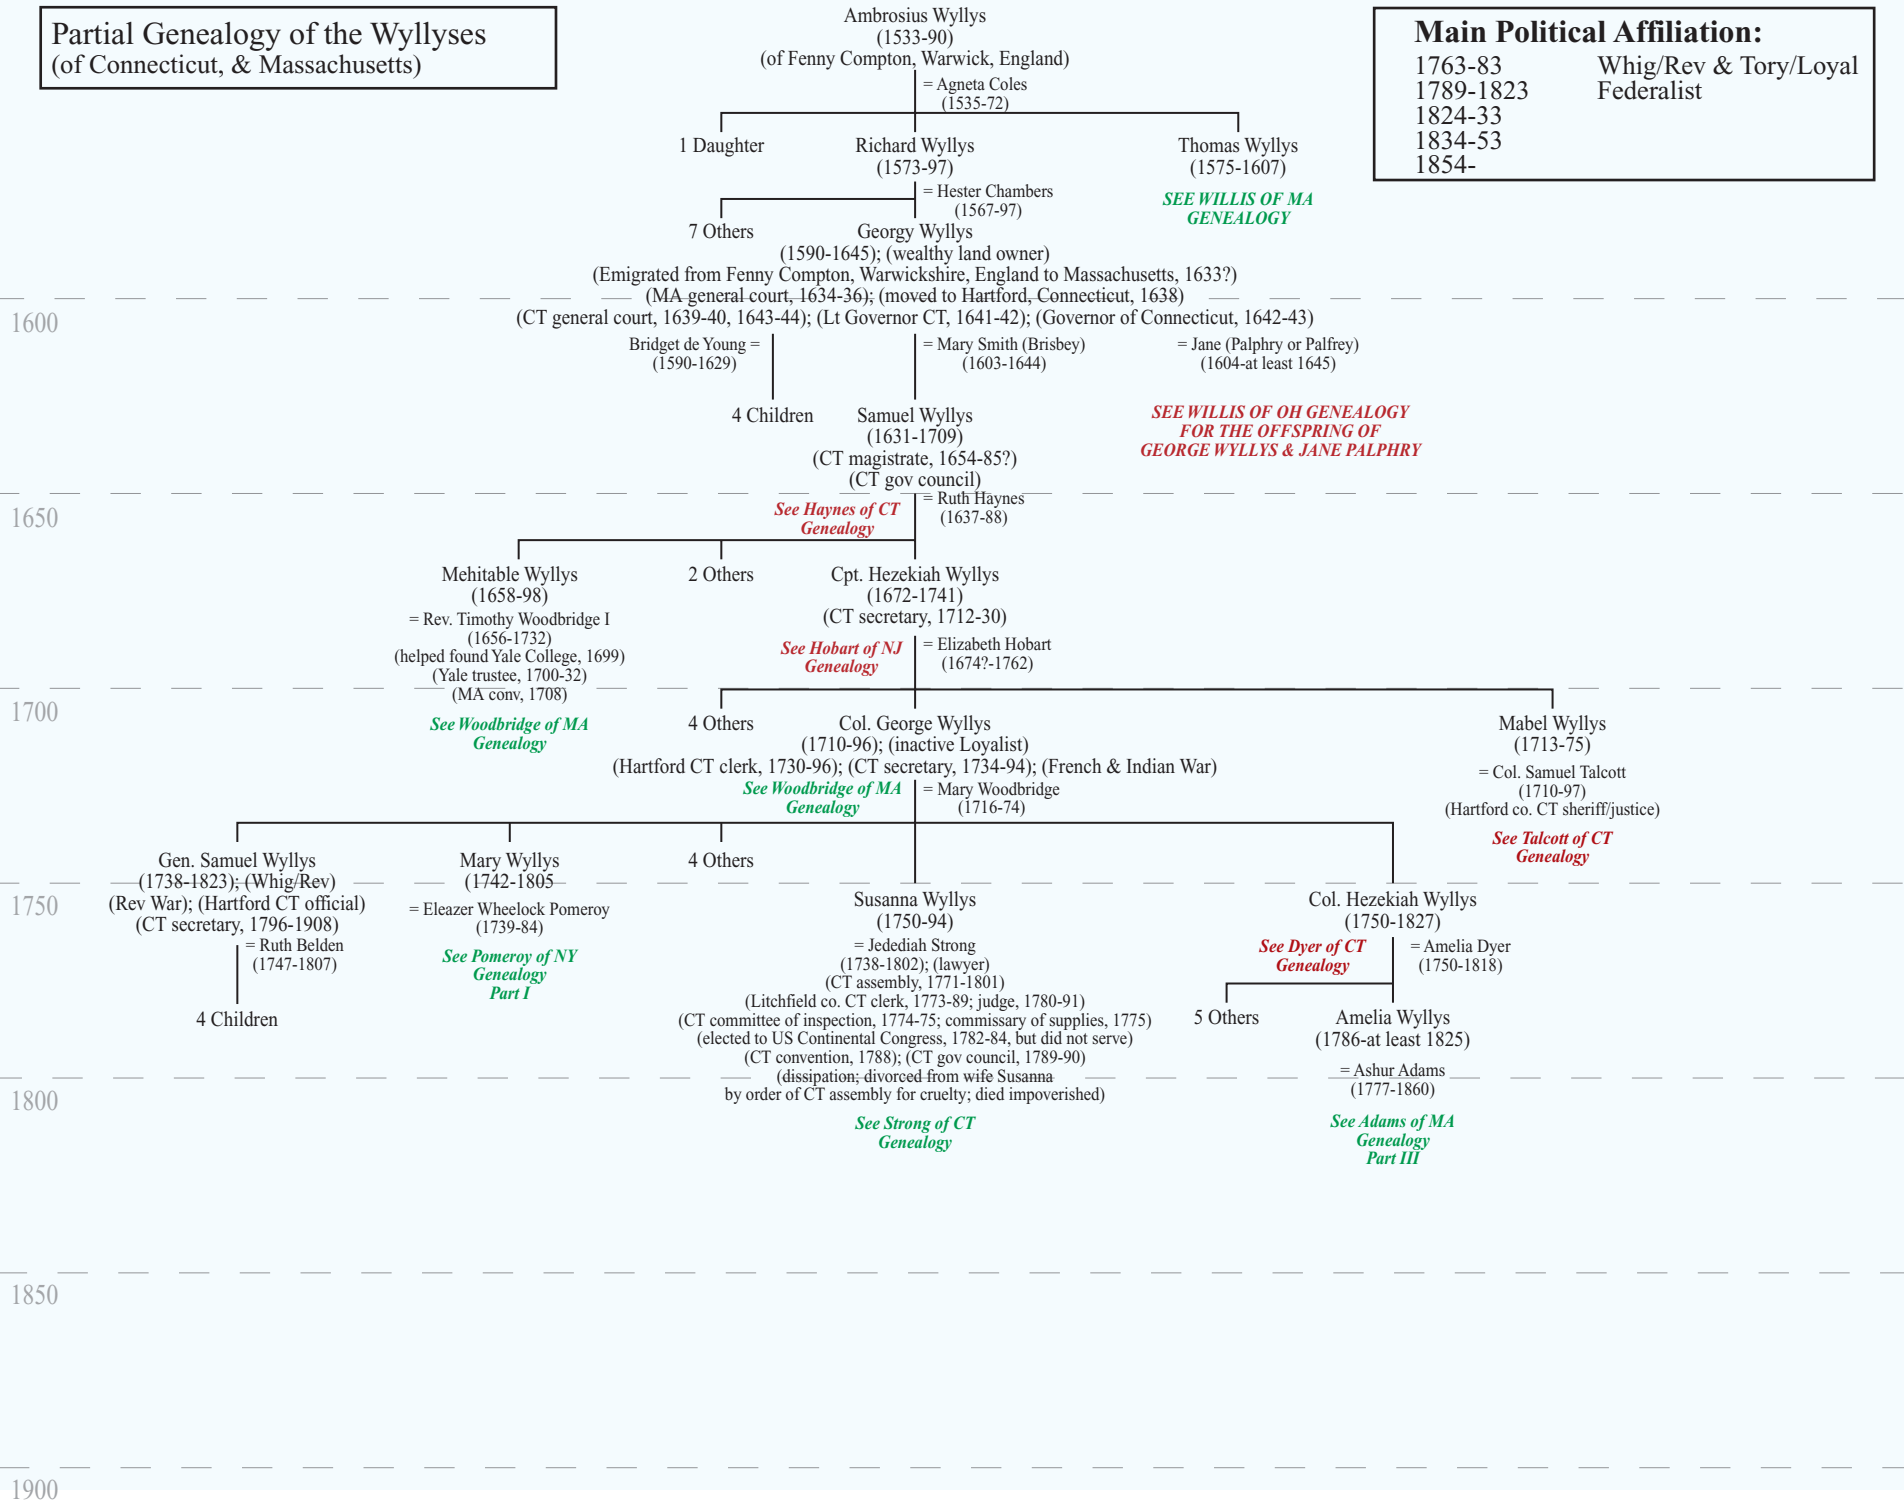 Partial Genealogy of the Wyllyses
(of Connecticut, & Massachusetts)
Main Political Affiliation:
1763-83 Whig/Rev & Tory/Loyal
1789-1823 Federalist
1824-33
1834-53
1854-
Ambrosius Wyllys
(1533-90)
(of Fenny Compton, Warwick, England)
= Agneta Coles
(1535-72)
1 Daughter
Richard Wyllys
(1573-97)
Thomas Wyllys
(1575-1607)
SEE WILLIS OF MA
GENEALOGY
= Hester Chambers
(1567-97)
7 Others
Georgy Wyllys
(1590-1645); (wealthy land owner)
(Emigrated from Fenny Compton, Warwickshire, England to Massachusetts, 1633?)
(MA general court, 1634-36); (moved to Hartford, Connecticut, 1638)
(CT general court, 1639-40, 1643-44); (Lt Governor CT, 1641-42); (Governor of Connecticut, 1642-43)
1600
Bridget de Young =
(1590-1629)
= Mary Smith (Brisbey)
(1603-1644)
= Jane (Palphry or Palfrey)
(1604-at least 1645)
4 Children
Samuel Wyllys
(1631-1709)
(CT magistrate, 1654-85?)
(CT gov council)
SEE WILLIS OF OH GENEALOGY
FOR THE OFFSPRING OF
GEORGE WYLLYS & JANE PALPHRY
1650
See Haynes of CT
Genealogy
= Ruth Haynes
(1637-88)
Mehitable Wyllys
(1658-98)
= Rev. Timothy Woodbridge I
(1656-1732)
(helped found Yale College, 1699)
(Yale trustee, 1700-32)
(MA conv, 1708)
See Woodbridge of MA
Genealogy
2 Others
Cpt. Hezekiah Wyllys
(1672-1741)
(CT secretary, 1712-30)
See Hobart of NJ
Genealogy
= Elizabeth Hobart
(1674?-1762)
1700
4 Others
Col. George Wyllys
(1710-96); (inactive Loyalist)
(Hartford CT clerk, 1730-96); (CT secretary, 1734-94); (French & Indian War)
See Woodbridge of MA
Genealogy
= Mary Woodbridge
(1716-74)
Mabel Wyllys
(1713-75)
= Col. Samuel Talcott
(1710-97)
(Hartford co. CT sheriff/justice)
See Talcott of CT
Genealogy
Gen. Samuel Wyllys
(1738-1823); (Whig/Rev)
(Rev War); (Hartford CT official)
(CT secretary, 1796-1908)
= Ruth Belden
(1747-1807)
4 Children
Mary Wyllys
(1742-1805
= Eleazer Wheelock Pomeroy
(1739-84)
See Pomeroy of NY
Genealogy
Part I
4 Others
1750
Susanna Wyllys
(1750-94)
= Jedediah Strong
(1738-1802); (lawyer)
(CT assembly, 1771-1801)
(Litchfield co. CT clerk, 1773-89; judge, 1780-91)
(CT committee of inspection, 1774-75; commissary of supplies, 1775)
(elected to US Continental Congress, 1782-84, but did not serve)
(CT convention, 1788); (CT gov council, 1789-90)
(dissipation; divorced from wife Susanna
by order of CT assembly for cruelty; died impoverished)
See Strong of CT
Genealogy
Col. Hezekiah Wyllys
(1750-1827)
See Dyer of CT
Genealogy
= Amelia Dyer
(1750-1818)
5 Others
Amelia Wyllys
(1786-at least 1825)
= Ashur Adams
(1777-1860)
See Adams of MA
Genealogy
Part III
1800
1850
1900